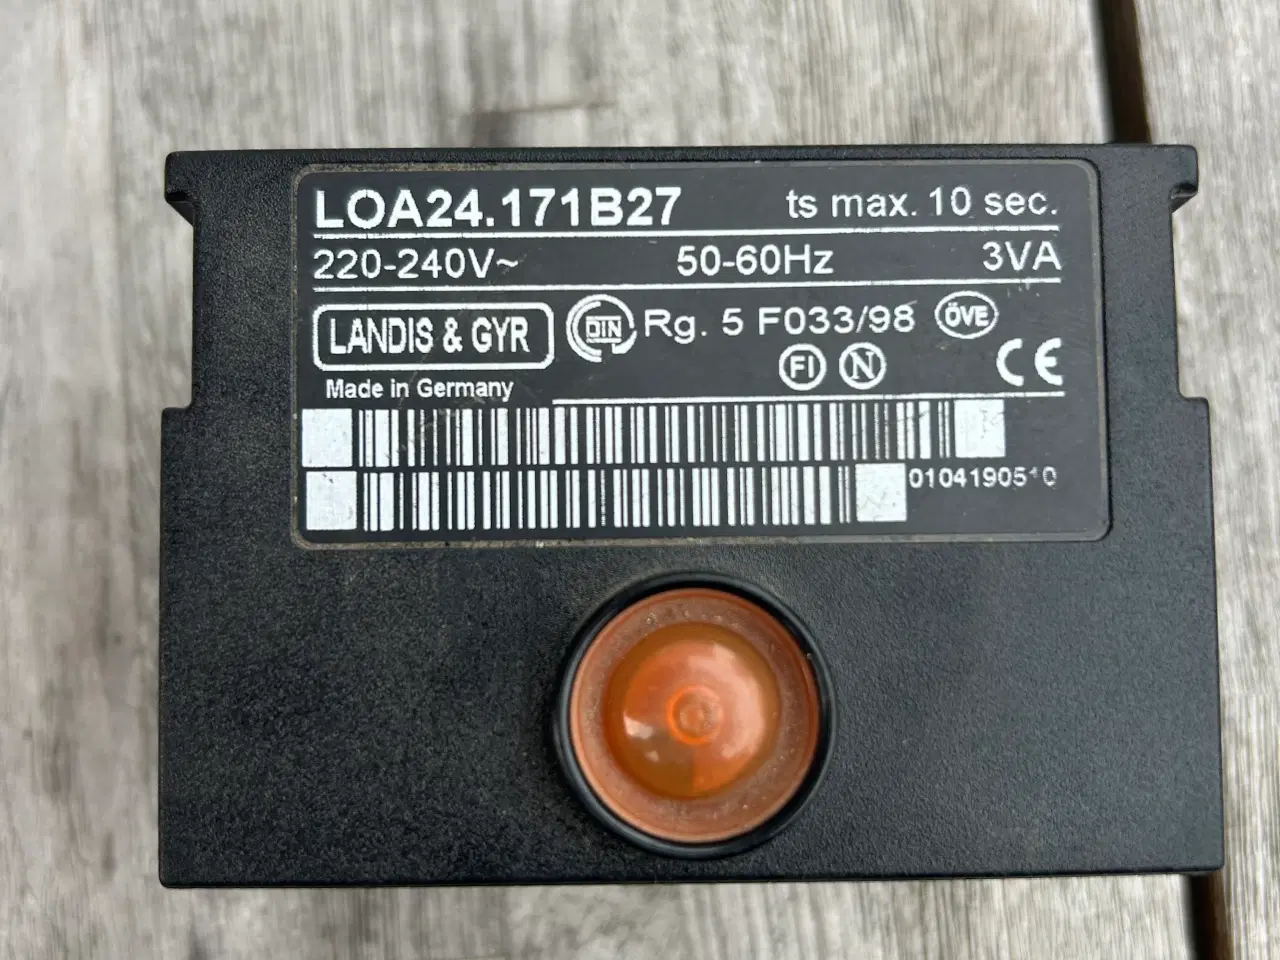 LOA24.171B27 ts max. 10 sec.
220-240V~ 50-60Hz 3VA
LANDIS & GYR DIN Rg. 5 F033/98 ÖVE
FI N CE
Made in Germany